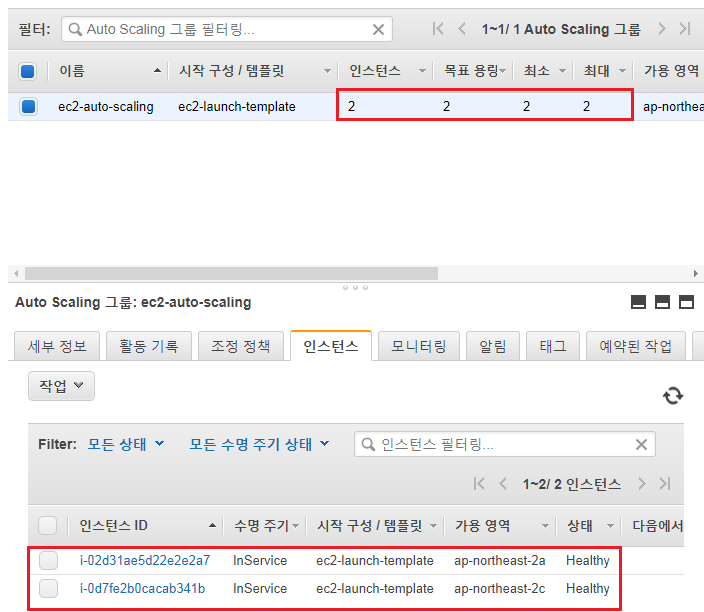 필터: Auto Scaling 그룹 필터링... 1~1/ 1 Auto Scaling 그룹
이름 시작 구성 / 템플릿 인스턴스 목표 용량 최소 최대 가용 영역
ec2-auto-scaling ec2-launch-template 2 2 2 2 ap-northea
Auto Scaling 그룹: ec2-auto-scaling
세부 정보 활동 기록 조정 정책 인스턴스 모니터링 알림 태그 예약된 작업
작업
Filter: 모든 상태 모든 수명 주기 상태 인스턴스 필터링...
1~2/ 2 인스턴스
인스턴스 ID 수명 주기 시작 구성 / 템플릿 가용 영역 상태 다음에서
i-02d31ae5d22e2e2a7 InService ec2-launch-template ap-northeast-2a Healthy
i-0d7fe2b0cacab341b InService ec2-launch-template ap-northeast-2c Healthy